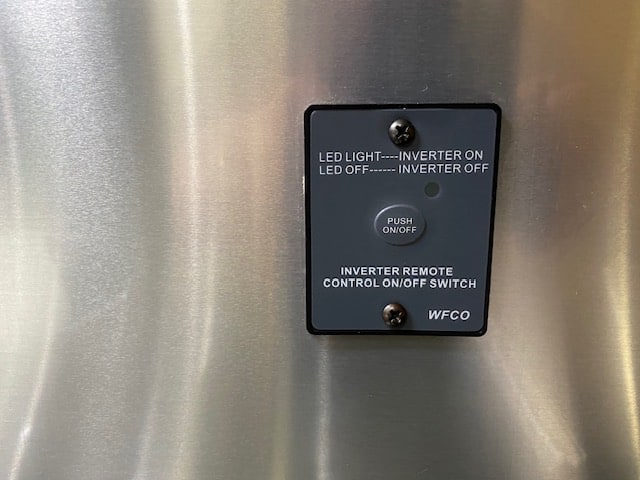 LED LIGHT----INVERTER ON
LED OFF------ INVERTER OFF
PUSH
ON/OFF
INVERTER REMOTE
CONTROL ON/OFF SWITCH
WFCO